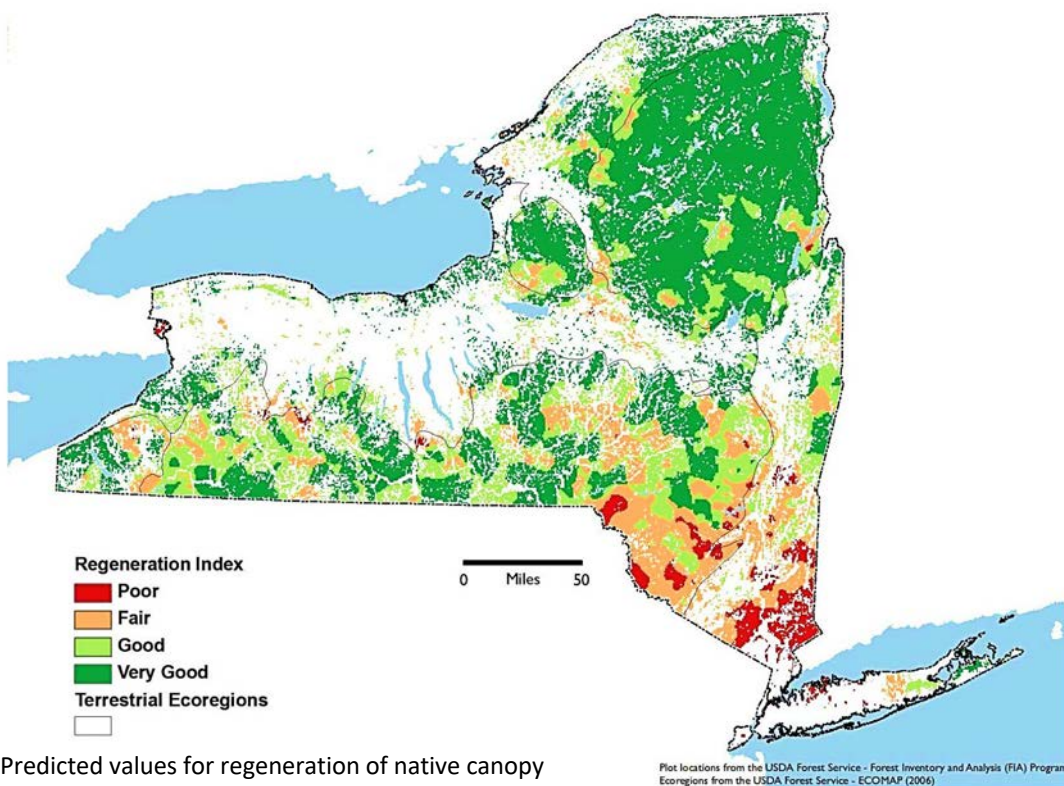 Regeneration Index
Poor
Fair
Good
Very Good
Terrestrial Ecoregions
0 Miles 50
Predicted values for regeneration of native canopy
Plot locations from the USDA Forest Service - Forest Inventory and Analysis (FIA) Program
Ecoregions from the USDA Forest Service - ECOMAP (2006)